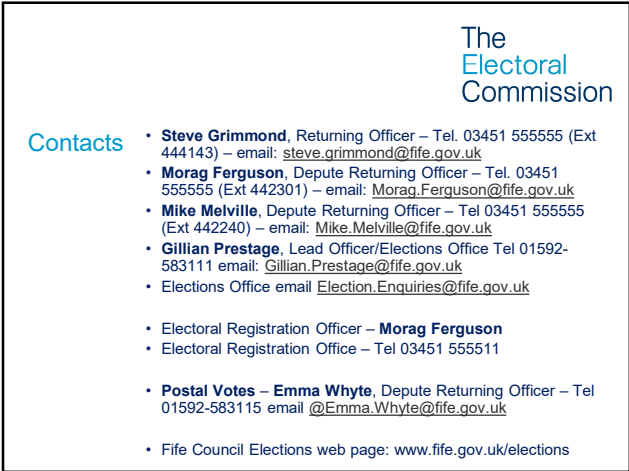 The
Electoral
Commission
Contacts
• Steve Grimmond, Returning Officer – Tel. 03451 555555 (Ext
444143) – email: steve.grimmond@fife.gov.uk
• Morag Ferguson, Depute Returning Officer – Tel. 03451
555555 (Ext 442301) – email: Morag.Ferguson@fife.gov.uk
• Mike Melville, Depute Returning Officer – Tel 03451 555555
(Ext 442240) – email: Mike.Melville@fife.gov.uk
• Gillian Prestage, Lead Officer/Elections Office Tel 01592-
583111 email: Gillian.Prestage@fife.gov.uk
• Elections Office email Election.Enquiries@fife.gov.uk
• Electoral Registration Officer – Morag Ferguson
• Electoral Registration Office – Tel 03451 555511
• Postal Votes – Emma Whyte, Depute Returning Officer – Tel
01592-583115 email @Emma.Whyte@fife.gov.uk
• Fife Council Elections web page: www.fife.gov.uk/elections